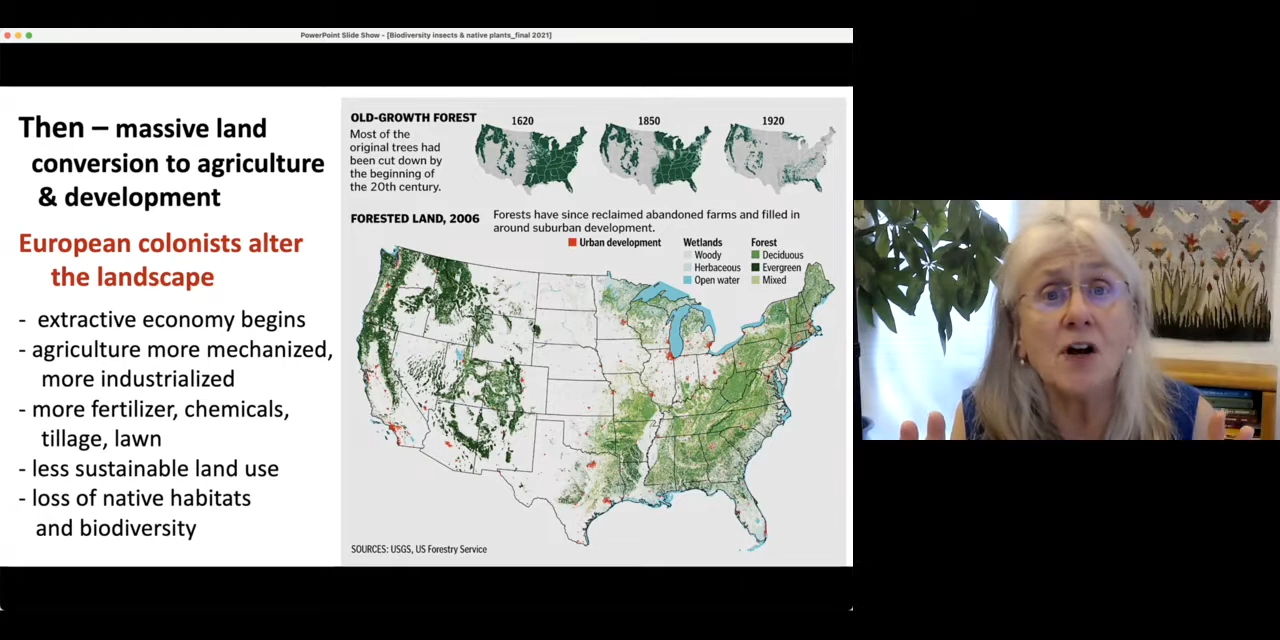 PowerPoint Slide Show - [Biodiversity insects & native plants_final 2021]
Then – massive land
conversion to agriculture
& development
European colonists alter
the landscape
- extractive economy begins
- agriculture more mechanized,
more industrialized
- more fertilizer, chemicals,
tillage, lawn
- less sustainable land use
- loss of native habitats
and biodiversity
OLD-GROWTH FOREST
Most of the
original trees had
been cut down by
the beginning of
the 20th century.
1620
1850
1920
FORESTED LAND, 2006
Forests have since reclaimed abandoned farms and filled in
around suburban development.
Urban development
Wetlands
Woody
Herbaceous
Open water
Forest
Deciduous
Evergreen
Mixed
SOURCES: USGS, US Forestry Service